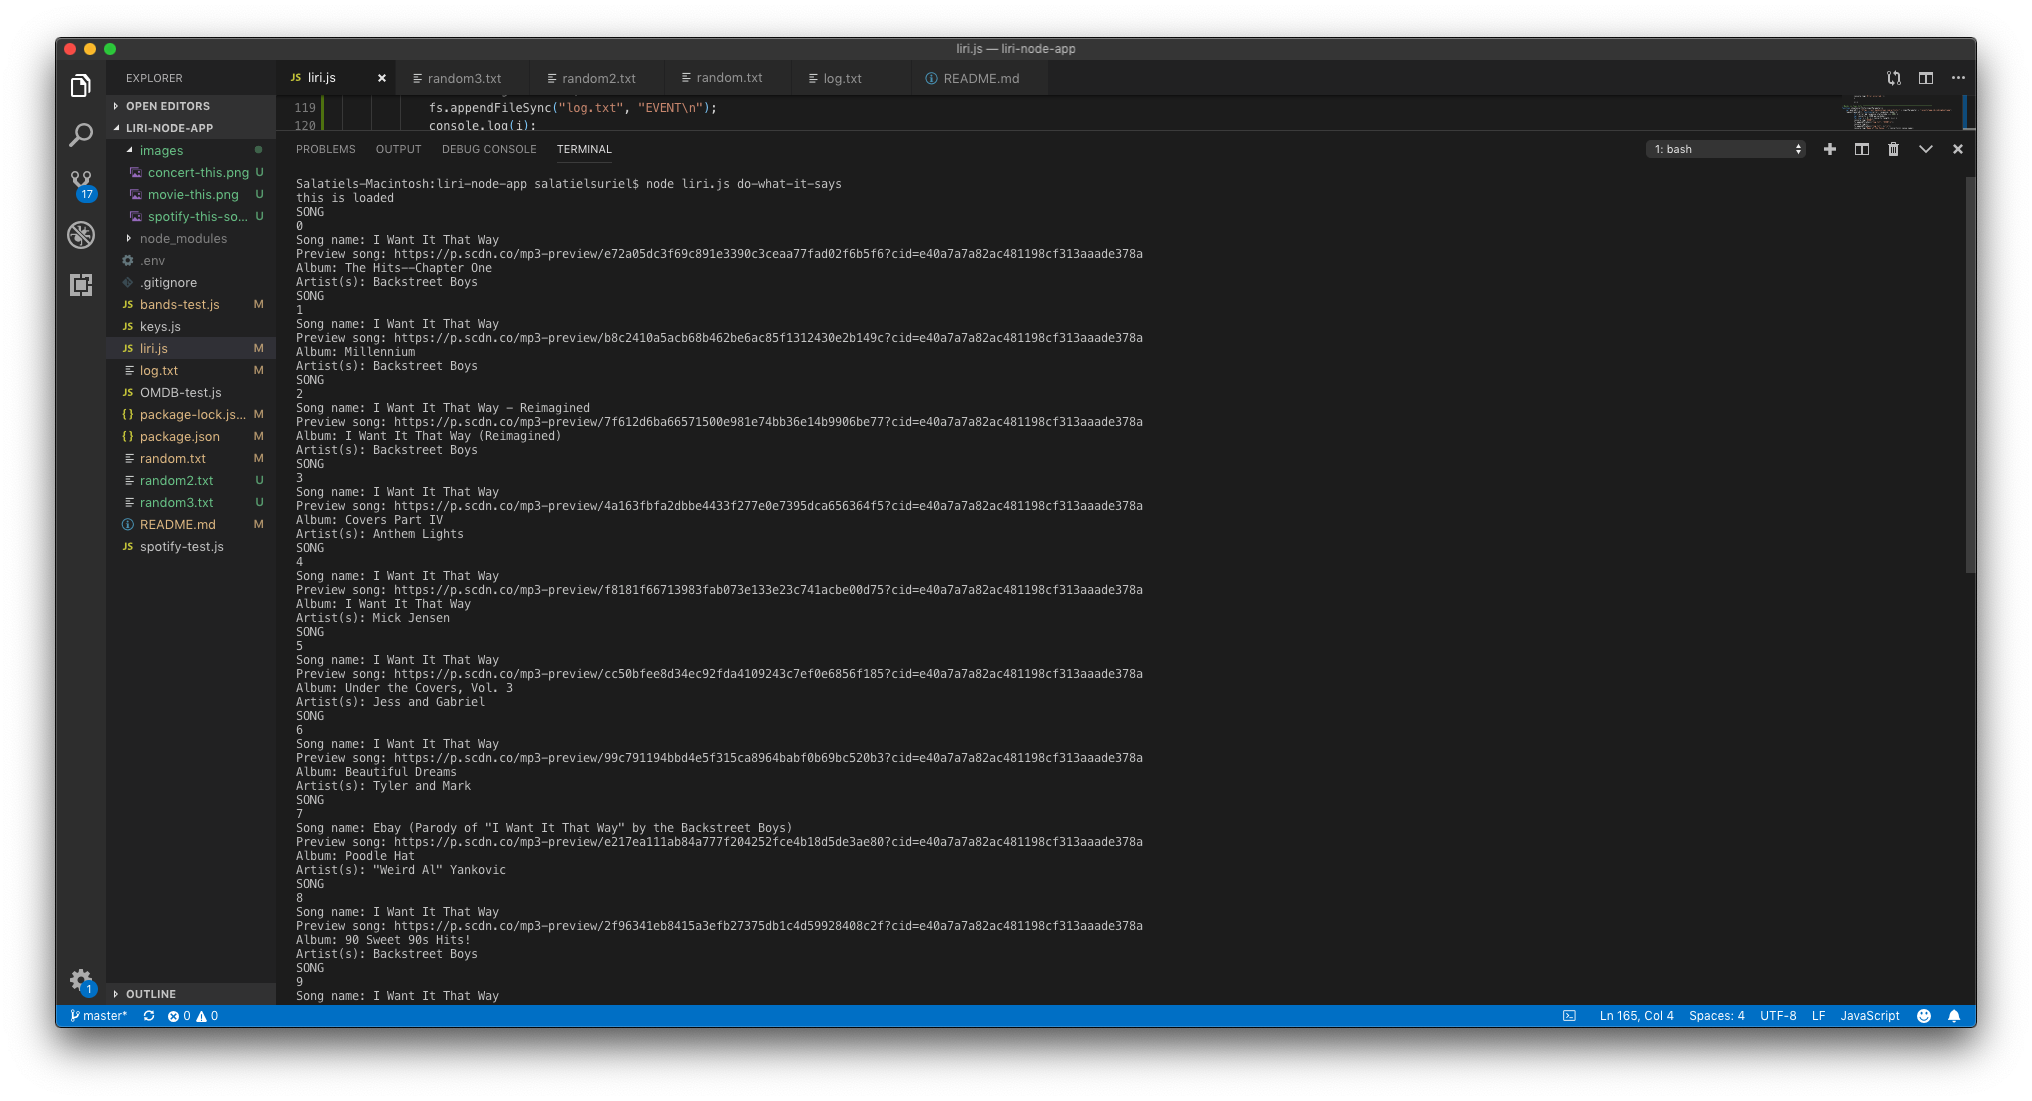 liri.js — liri-node-app
EXPLORER
JS liri.js
random3.txt
random2.txt
random.txt
log.txt
README.md
OPEN EDITORS
LIRI-NODE-APP
images
concert-this.png U
movie-this.png U
spotify-this-so... U
node_modules
.env
.gitignore
JS bands-test.js M
JS keys.js
JS liri.js M
log.txt M
JS OMDB-test.js
{} package-lock.js... M
{} package.json M
random.txt M
random2.txt U
random3.txt U
README.md M
JS spotify-test.js
OUTLINE
17
1
119 fs.appendFileSync("log.txt", "EVENT\n");
120 console.log(i);
PROBLEMS OUTPUT DEBUG CONSOLE TERMINAL
1: bash
Salatiels-Macintosh:liri-node-app salatielsuriel$ node liri.js do-what-it-says
this is loaded
SONG
0
Song name: I Want It That Way
Preview song: https://p.scdn.co/mp3-preview/e72a05dc3f69c891e3390c3ceaa77fad02f6b5f6?cid=e40a7a7a82ac481198cf313aaade378a
Album: The Hits--Chapter One
Artist(s): Backstreet Boys
SONG
1
Song name: I Want It That Way
Preview song: https://p.scdn.co/mp3-preview/b8c2410a5acb68b462be6ac85f1312430e2b149c?cid=e40a7a7a82ac481198cf313aaade378a
Album: Millennium
Artist(s): Backstreet Boys
SONG
2
Song name: I Want It That Way - Reimagined
Preview song: https://p.scdn.co/mp3-preview/7f612d6ba66571500e981e74bb36e14b9906be77?cid=e40a7a7a82ac481198cf313aaade378a
Album: I Want It That Way (Reimagined)
Artist(s): Backstreet Boys
SONG
3
Song name: I Want It That Way
Preview song: https://p.scdn.co/mp3-preview/4a163fbfa2dbbe4433f277e0e7395dca656364f5?cid=e40a7a7a82ac481198cf313aaade378a
Album: Covers Part IV
Artist(s): Anthem Lights
SONG
4
Song name: I Want It That Way
Preview song: https://p.scdn.co/mp3-preview/f8181f66713983fab073e133e23c741acbe00d75?cid=e40a7a7a82ac481198cf313aaade378a
Album: I Want It That Way
Artist(s): Mick Jensen
SONG
5
Song name: I Want It That Way
Preview song: https://p.scdn.co/mp3-preview/cc50bfee8d34ec92fda4109243c7ef0e6856f185?cid=e40a7a7a82ac481198cf313aaade378a
Album: Under the Covers, Vol. 3
Artist(s): Jess and Gabriel
SONG
6
Song name: I Want It That Way
Preview song: https://p.scdn.co/mp3-preview/99c791194bbd4e5f315ca8964babf0b69bc520b3?cid=e40a7a7a82ac481198cf313aaade378a
Album: Beautiful Dreams
Artist(s): Tyler and Mark
SONG
7
Song name: Ebay (Parody of "I Want It That Way" by the Backstreet Boys)
Preview song: https://p.scdn.co/mp3-preview/e217ea111ab84a777f204252fce4b18d5de3ae80?cid=e40a7a7a82ac481198cf313aaade378a
Album: Poodle Hat
Artist(s): "Weird Al" Yankovic
SONG
8
Song name: I Want It That Way
Preview song: https://p.scdn.co/mp3-preview/2f96341eb8415a3efb27375db1c4d59928408c2f?cid=e40a7a7a82ac481198cf313aaade378a
Album: 90 Sweet 90s Hits!
Artist(s): Backstreet Boys
SONG
9
Song name: I Want It That Way
master* 0 0
Ln 165, Col 4 Spaces: 4 UTF-8 LF JavaScript